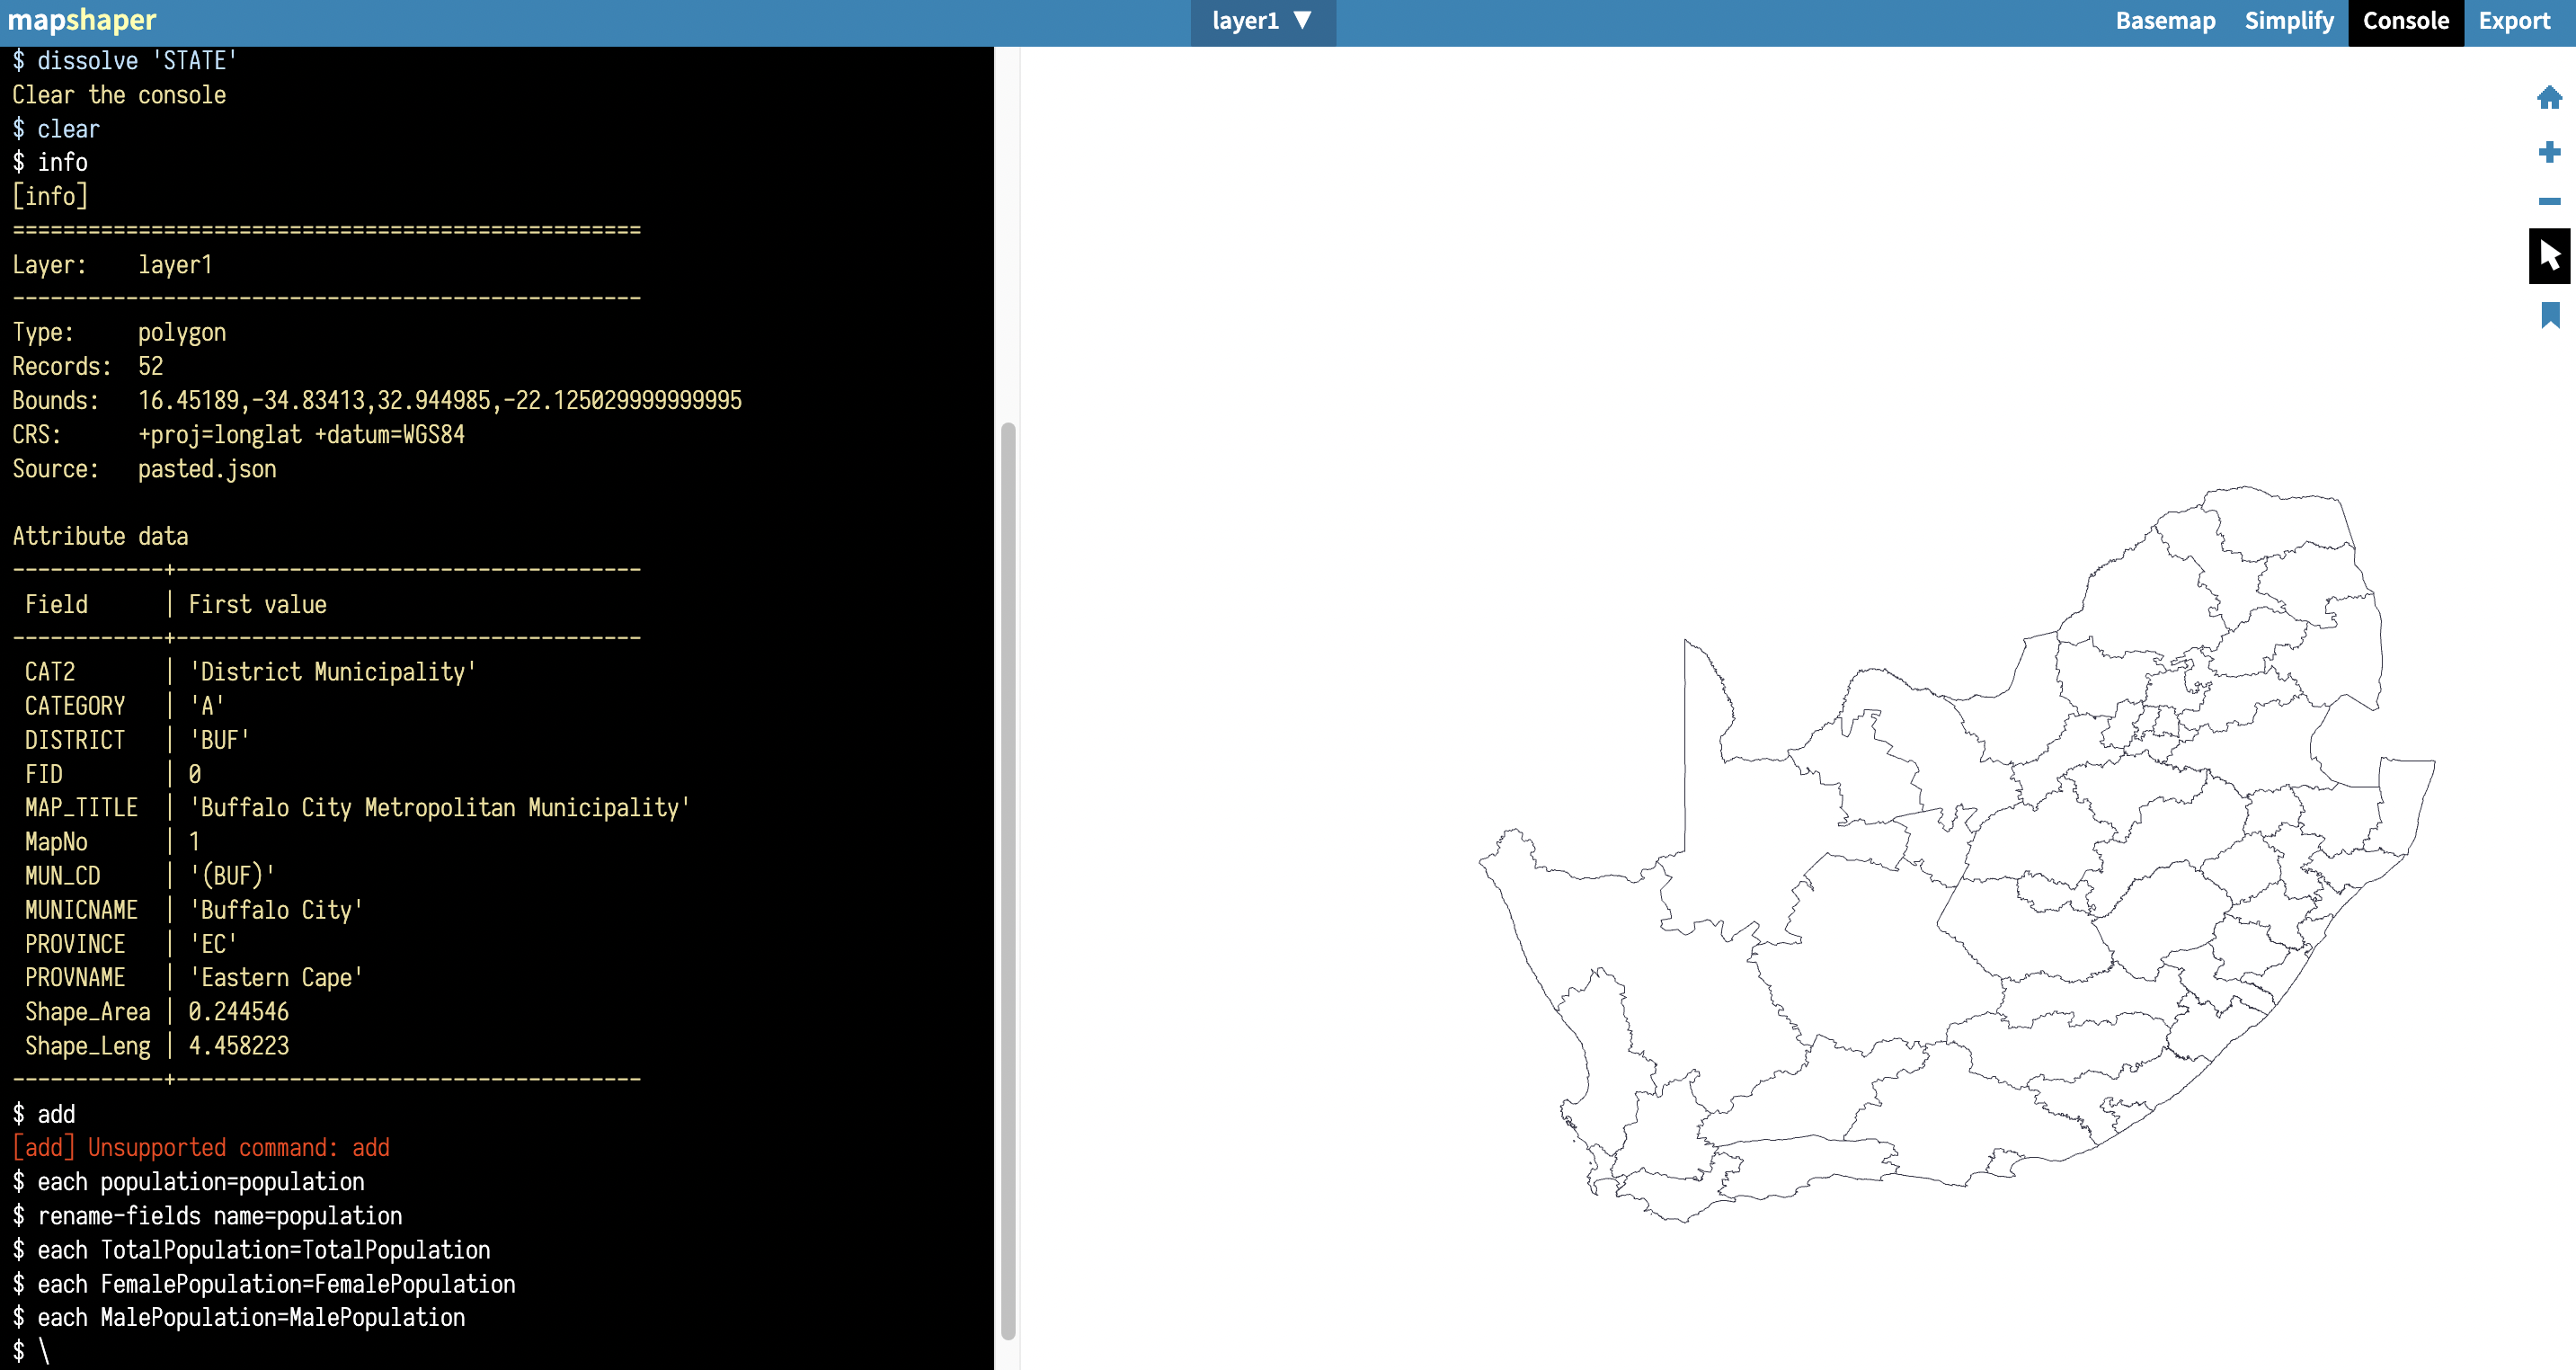 mapshaper
layer1 ▼
Basemap Simplify Console Export
$ dissolve 'STATE'
Clear the console
$ clear
$ info
[info]
==================================================
Layer:    layer1
--------------------------------------------------
Type:     polygon
Records:  52
Bounds:   16.45189,-34.83413,32.944985,-22.125029999999995
CRS:      +proj=longlat +datum=WGS84
Source:   pasted.json
Attribute data
------------+-------------------------------------
 Field      | First value
------------+-------------------------------------
 CAT2       | 'District Municipality'
 CATEGORY   | 'A'
 DISTRICT   | 'BUF'
 FID        | 0
 MAP_TITLE  | 'Buffalo City Metropolitan Municipality'
 MapNo      | 1
 MUN_CD     | '(BUF)'
 MUNICNAME  | 'Buffalo City'
 PROVINCE   | 'EC'
 PROVNAME   | 'Eastern Cape'
 Shape_Area | 0.244546
 Shape_Leng | 4.458223
------------+-------------------------------------
$ add
[add] Unsupported command: add
$ each population=population
$ rename-fields name=population
$ each TotalPopulation=TotalPopulation
$ each FemalePopulation=FemalePopulation
$ each MalePopulation=MalePopulation
$ \